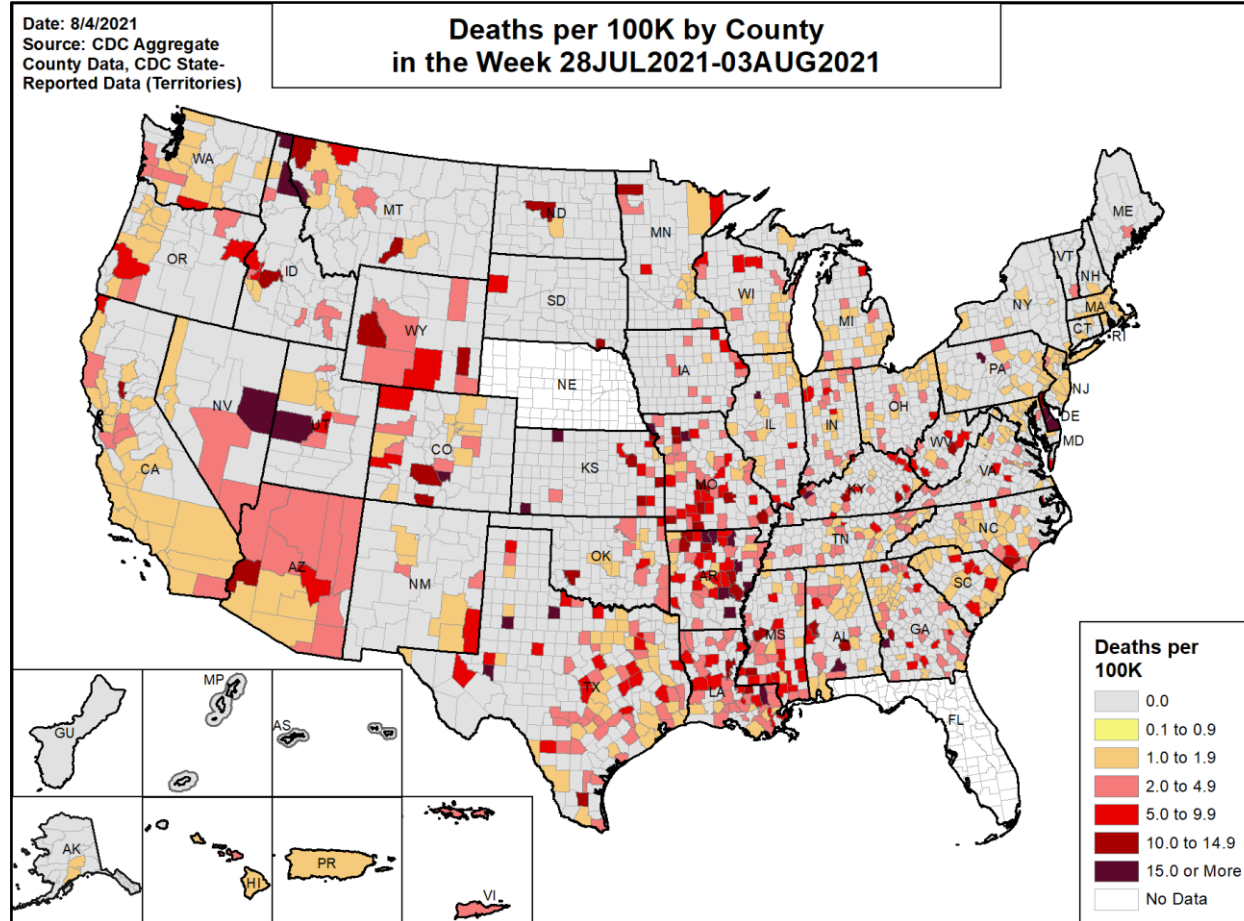 Date: 8/4/2021
Source: CDC Aggregate
County Data, CDC State-
Reported Data (Territories)
Deaths per 100K by County
in the Week 28JUL2021-03AUG2021
WA
MT
ND
MN
ME
OR
ID
SD
WI
MI
VT
NH
NY
MA
CT
RI
WY
IA
PA
NJ
NV
UT
NE
IL
IN
OH
DE
MD
CA
CO
KS
MO
WV
VA
KY
AZ
NM
OK
AR
TN
NC
SC
TX
LA
MS
AL
GA
FL
GU
MP
AS
AK
HI
PR
VI
Deaths per
100K
0.0
0.1 to 0.9
1.0 to 1.9
2.0 to 4.9
5.0 to 9.9
10.0 to 14.9
15.0 or More
No Data